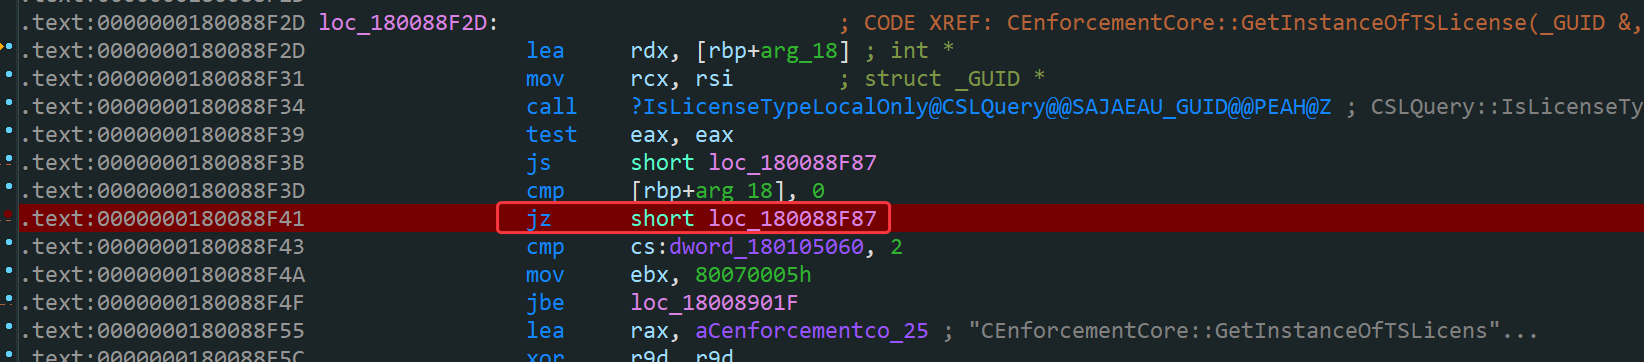 .text:0000000180088F2D loc_180088F2D: ; CODE XREF: CEnforcementCore::GetInstanceOfTSLicense(_GUID &,
.text:0000000180088F2D lea rdx, [rbp+arg_18] ; int *
.text:0000000180088F31 mov rcx, rsi ; struct _GUID *
.text:0000000180088F34 call ?IsLicenseTypeLocalOnly@CSLQuery@@SAJAEAU_GUID@@PEAH@Z ; CSLQuery::IsLicenseTy
.text:0000000180088F39 test eax, eax
.text:0000000180088F3B js short loc_180088F87
.text:0000000180088F3D cmp [rbp+arg_18], 0
.text:0000000180088F41 jz short loc_180088F87
.text:0000000180088F43 cmp cs:dword_180105060, 2
.text:0000000180088F4A mov ebx, 80070005h
.text:0000000180088F4F jbe loc_18008901F
.text:0000000180088F55 lea rax, aCenforcementco_25 ; "CEnforcementCore::GetInstanceOfTSLicens"...
.text:0000000180088F5C xor r9d, r9d